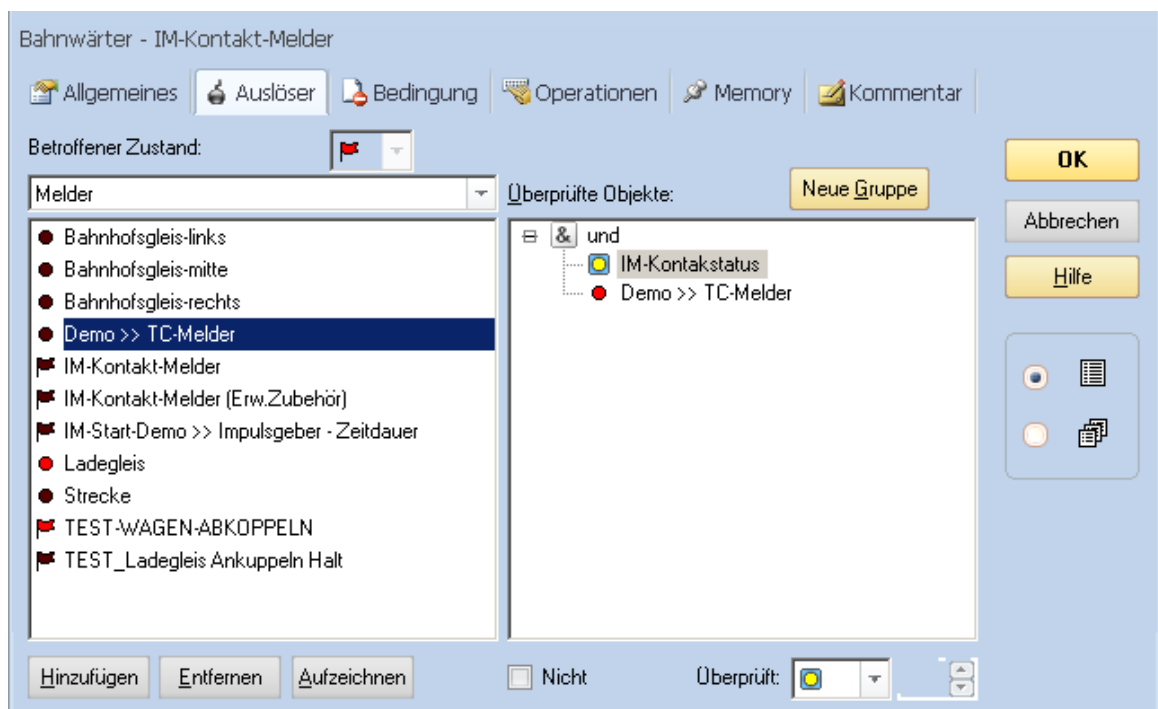 Bahnwärter - IM-Kontakt-Melder
Allgemeines Auslöser Bedingung Operationen Memory Kommentar
Betroffener Zustand:
Melder
Überprüfte Objekte:
Neue Gruppe
OK
Abbrechen
Hilfe
Bahnhofsgleis-links
Bahnhofsgleis-mitte
Bahnhofsgleis-rechts
Demo >> TC-Melder
IM-Kontakt-Melder
IM-Kontakt-Melder (Erw.Zubehör)
IM-Start-Demo >> Impulsgeber - Zeitdauer
Ladegleis
Strecke
TEST-WAGEN-ABKOPPELN
TEST_Ladegleis Ankuppeln Halt
& und
IM-Kontakstatus
Demo >> TC-Melder
Hinzufügen Entfernen Aufzeichnen
Nicht Überprüft: